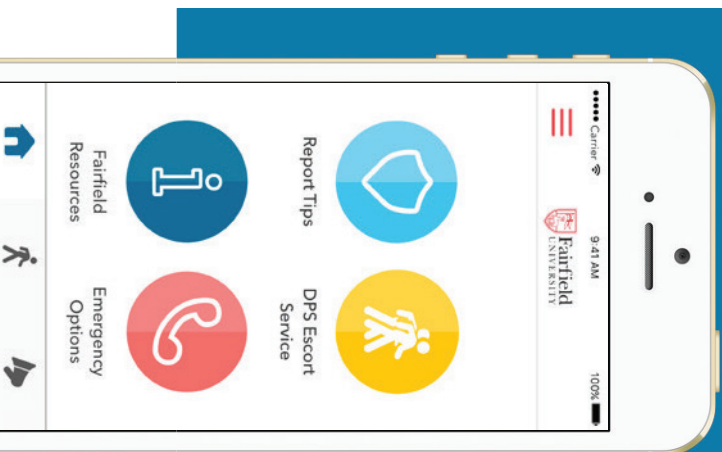 Carrier 9:41 AM 100%
Fairfield
UNIVERSITY
Report Tips
DPS Escort
Service
Fairfield
Resources
Emergency
Options